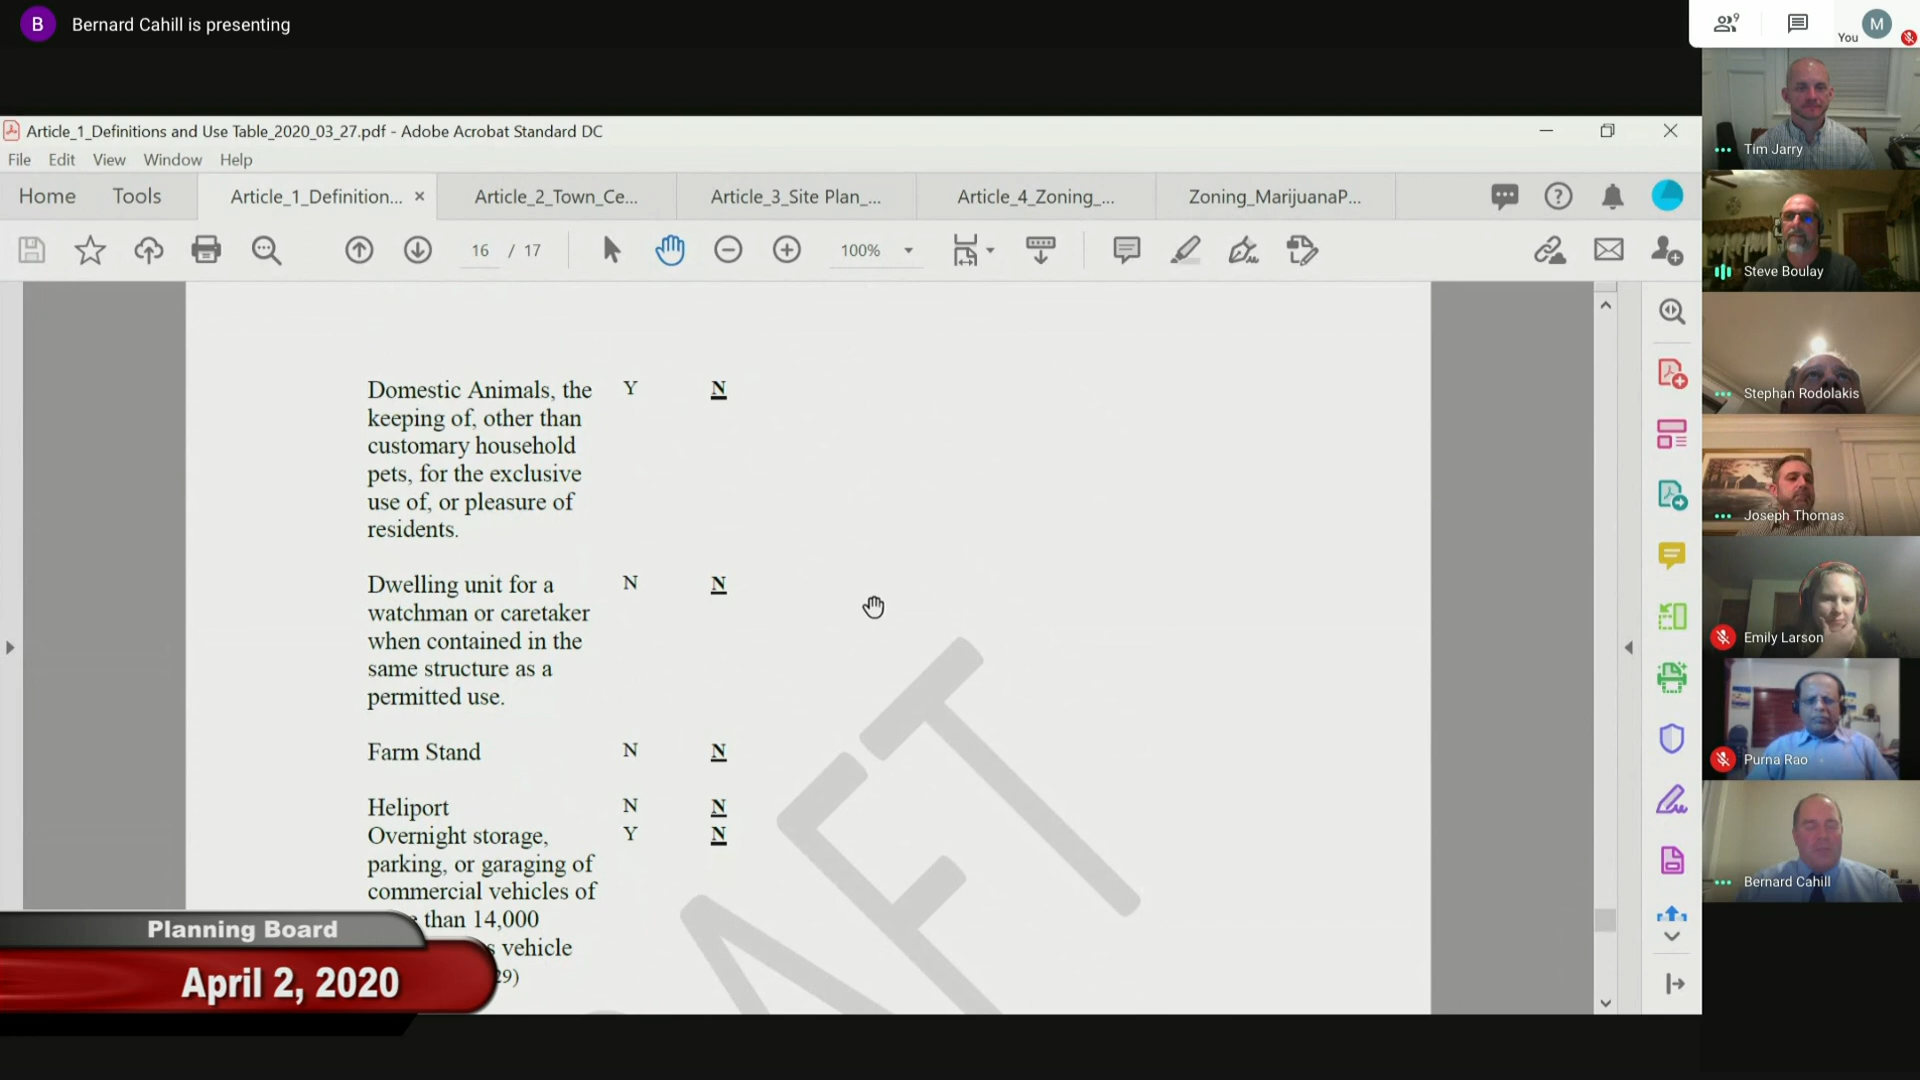 B Bernard Cahill is presenting
9
You M
Article_1_Definitions and Use Table_2020_03_27.pdf - Adobe Acrobat Standard DC
File Edit View Window Help
Home Tools Article_1_Definition... × Article_2_Town_Ce... Article_3_Site Plan_... Article_4_Zoning_... Zoning_MarijuanaP...
16 / 17 100%
Domestic Animals, the Y N
keeping of, other than
customary household
pets, for the exclusive
use of, or pleasure of
residents.
Dwelling unit for a N N
watchman or caretaker
when contained in the
same structure as a
permitted use.
Farm Stand N N
Heliport N N
Overnight storage, Y N
parking, or garaging of
commercial vehicles of
than 14,000
vehicle
29)
DRAFT
Planning Board
April 2, 2020
Tim Jarry
Steve Boulay
Stephan Rodolakis
Joseph Thomas
Emily Larson
Purna Rao
Bernard Cahill